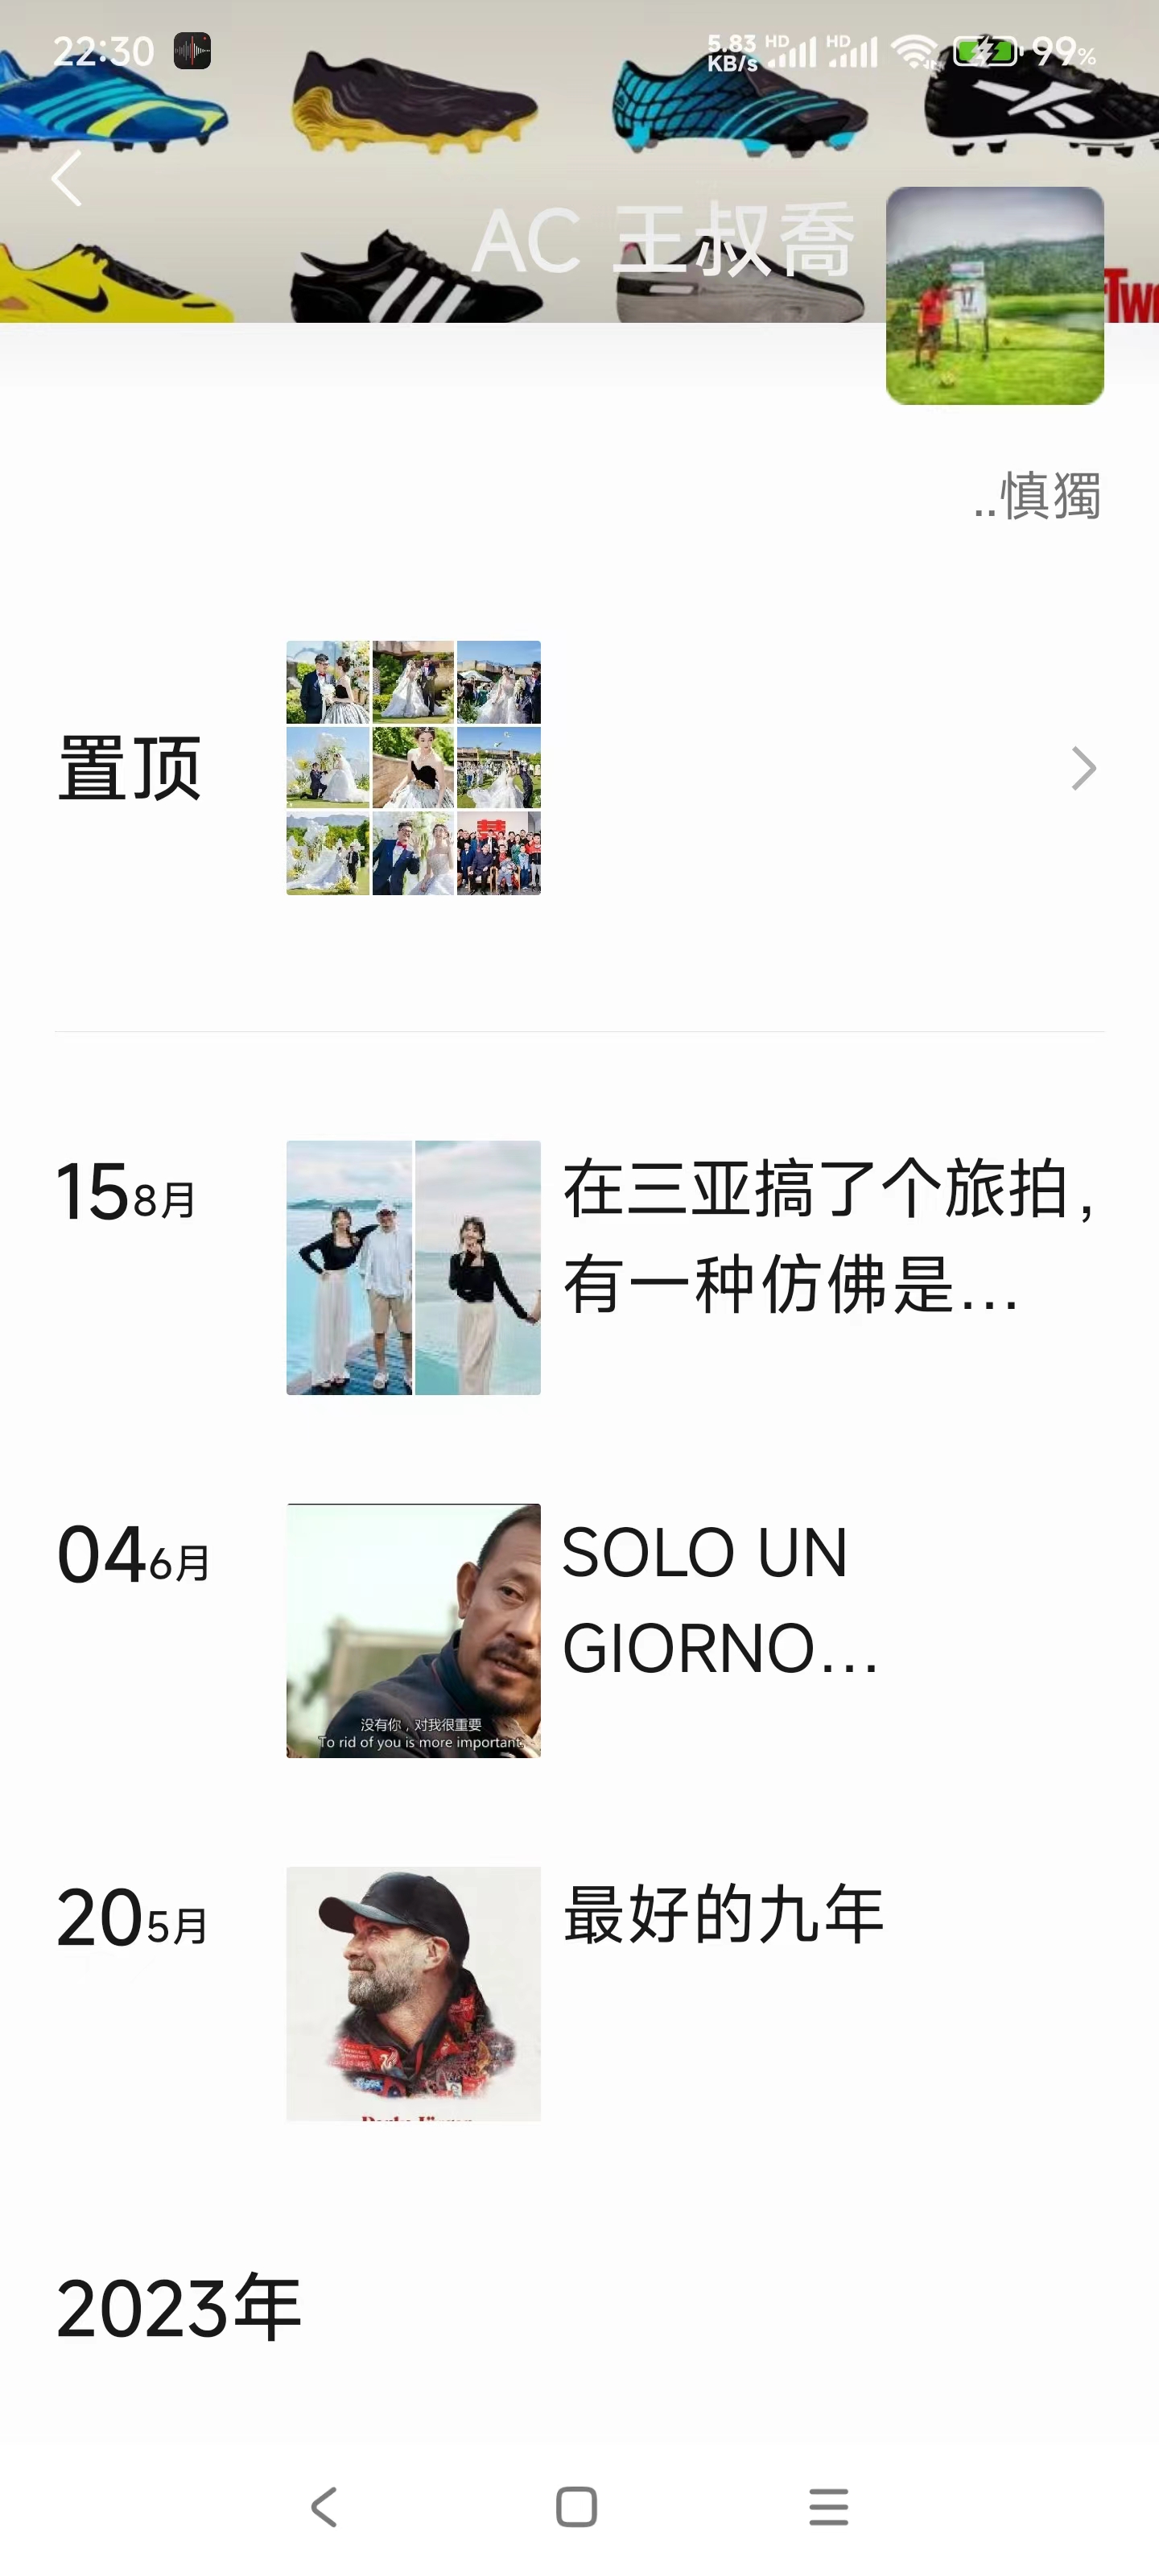 22:30
5.83
KB/s
HD
HD
99%
AC 王叔喬
17
Twe
..慎獨
置顶
囍
15 8月
在三亚搞了个旅拍，
有一种仿佛是...
04 6月
SOLO UN
GIORNO...
没有你，对我很重要
To rid of you is more important
20 5月
最好的九年
2023年